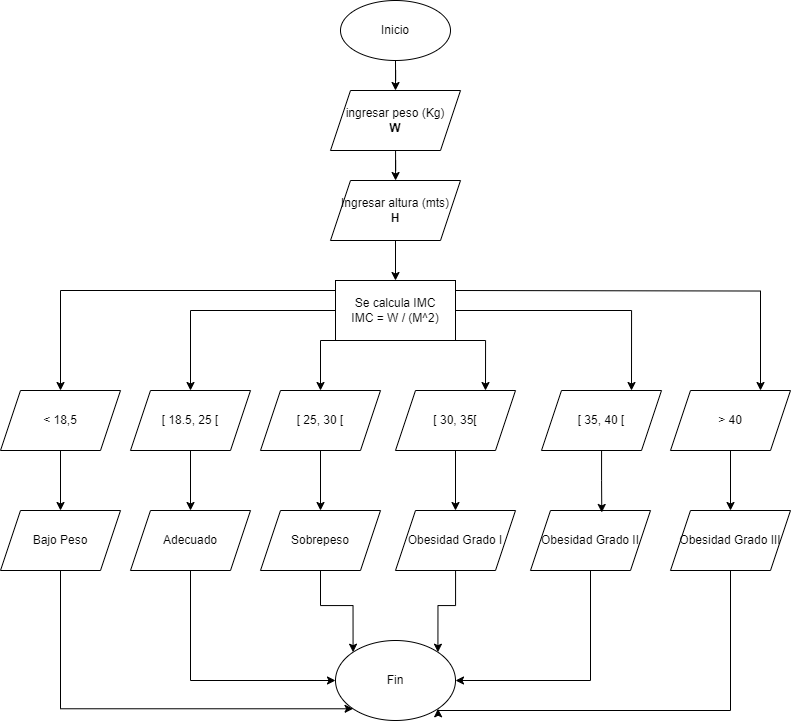 Inicio
ingresar peso (Kg)
W
Ingresar altura (mts)
H
Se calcula IMC
IMC = W / (M^2)
< 18,5
[ 18.5, 25 [
[ 25, 30 [
[ 30, 35[
[ 35, 40 [
> 40
Bajo Peso
Adecuado
Sobrepeso
Obesidad Grado I
Obesidad Grado II
Obesidad Grado III
Fin